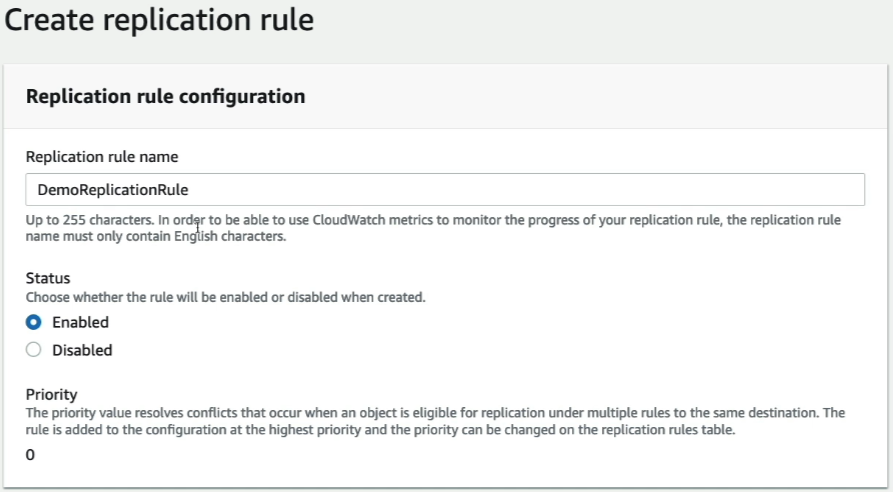 Create replication rule
Replication rule configuration
Replication rule name
DemoReplicationRule
Up to 255 characters. In order to be able to use CloudWatch metrics to monitor the progress of your replication rule, the replication rule
name must only contain English characters.
Status
Choose whether the rule will be enabled or disabled when created.
Enabled
Disabled
Priority
The priority value resolves conflicts that occur when an object is eligible for replication under multiple rules to the same destination. The
rule is added to the configuration at the highest priority and the priority can be changed on the replication rules table.
0